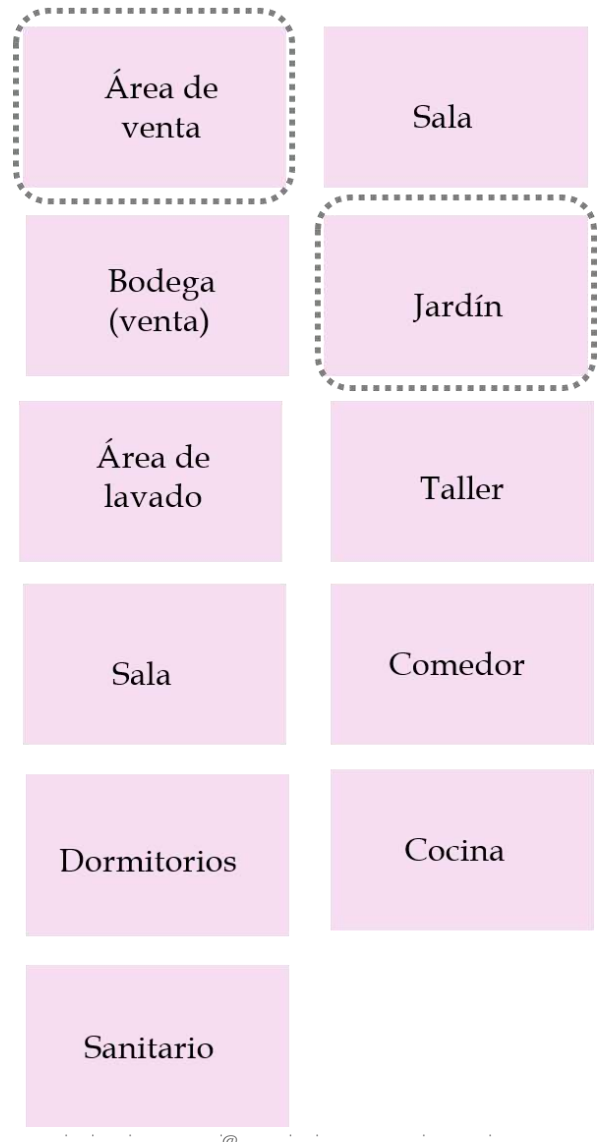 Área de
venta
Sala
Bodega
(venta)
Jardín
Área de
lavado
Taller
Sala
Comedor
Dormitorios
Cocina
Sanitario